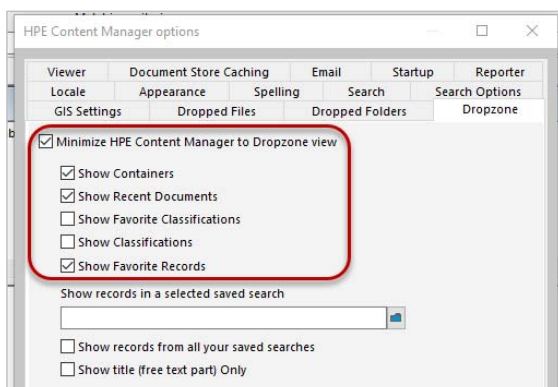 HPE Content Manager options
Viewer Document Store Caching Email Startup Reporter
Locale Appearance Spelling Search Search Options
GIS Settings Dropped Files Dropped Folders Dropzone
Minimize HPE Content Manager to Dropzone view
Show Containers
Show Recent Documents
Show Favorite Classifications
Show Classifications
Show Favorite Records
Show records in a selected saved search
Show records from all your saved searches
Show title (free text part) Only